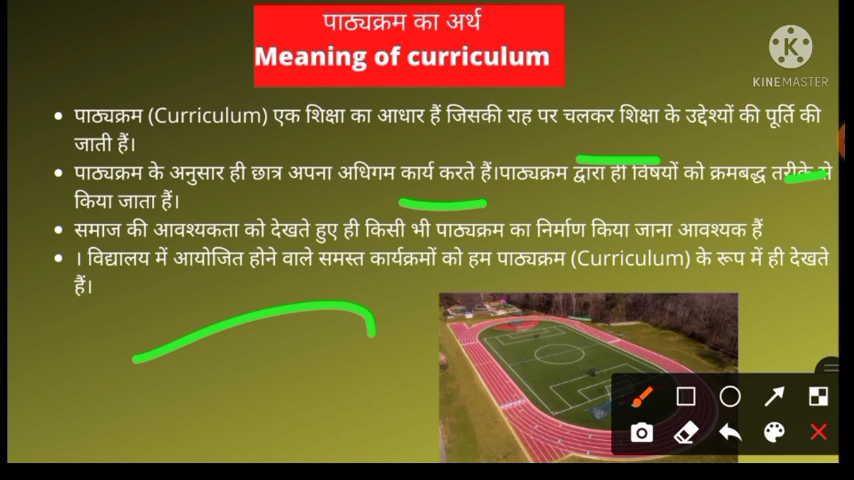 पाठ्यक्रम का अर्थ
Meaning of curriculum
K
KINEMASTER
• पाठ्यक्रम (Curriculum) एक शिक्षा का आधार हैं जिसकी राह पर चलकर शिक्षा के उद्देश्यों की पूर्ति की
जाती हैं।
• पाठ्यक्रम के अनुसार ही छात्र अपना अधिगम कार्य करते हैं।पाठ्यक्रम द्वारा ही विषयों को क्रमबद्ध तरीके से
किया जाता हैं।
• समाज की आवश्यकता को देखते हुए ही किसी भी पाठ्यक्रम का निर्माण किया जाना आवश्यक हैं
• । विद्यालय में आयोजित होने वाले समस्त कार्यक्रमों को हम पाठ्यक्रम (Curriculum) के रूप में ही देखते
हैं।